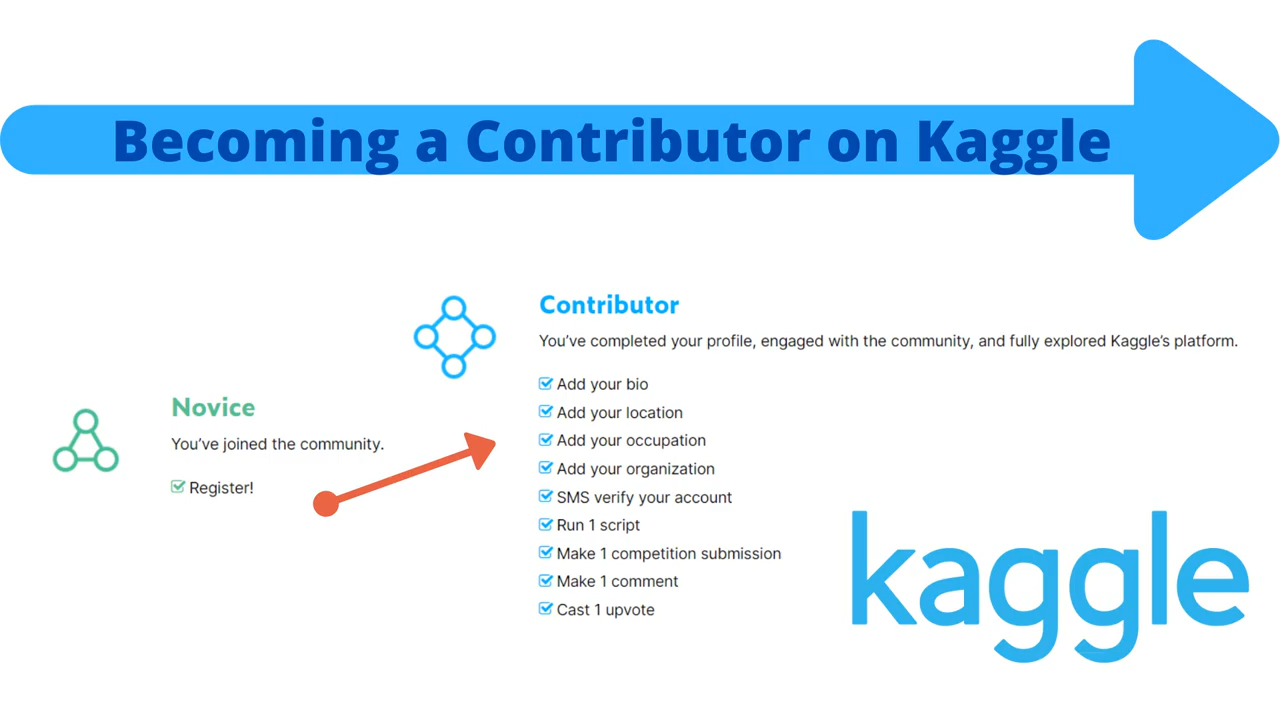 Becoming a Contributor on Kaggle
Novice
You've joined the community.
Register!
Contributor
You've completed your profile, engaged with the community, and fully explored Kaggle's platform.
Add your bio
Add your location
Add your occupation
Add your organization
SMS verify your account
Run 1 script
Make 1 competition submission
Make 1 comment
Cast 1 upvote
kaggle